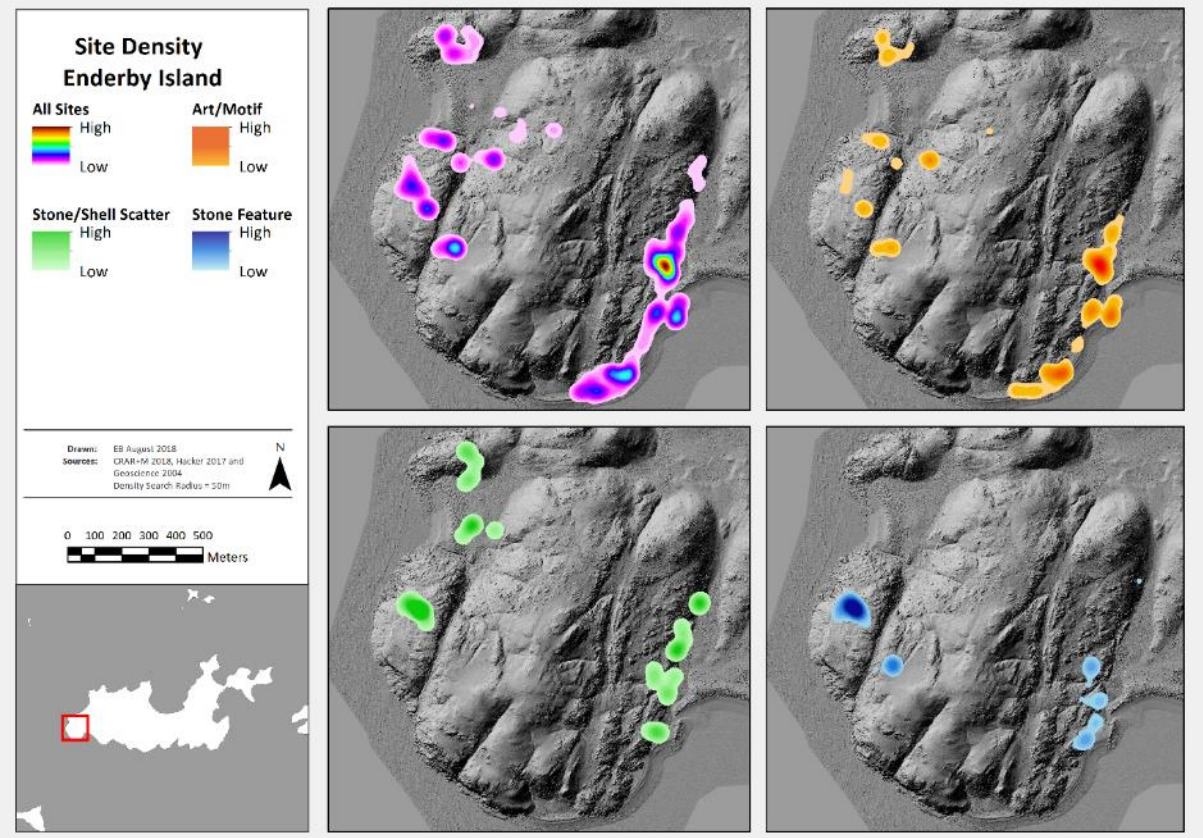 Site Density
Enderby Island
All Sites
High
Low
Art/Motif
High
Low
Stone/Shell Scatter
High
Low
Stone Feature
High
Low
Drawn: EB August 2018
Sources: CRAR+M 2018, Hacker 2017 and
Geoscience 2004
Density Search Radius = 50m
N
0 100 200 300 400 500
Meters